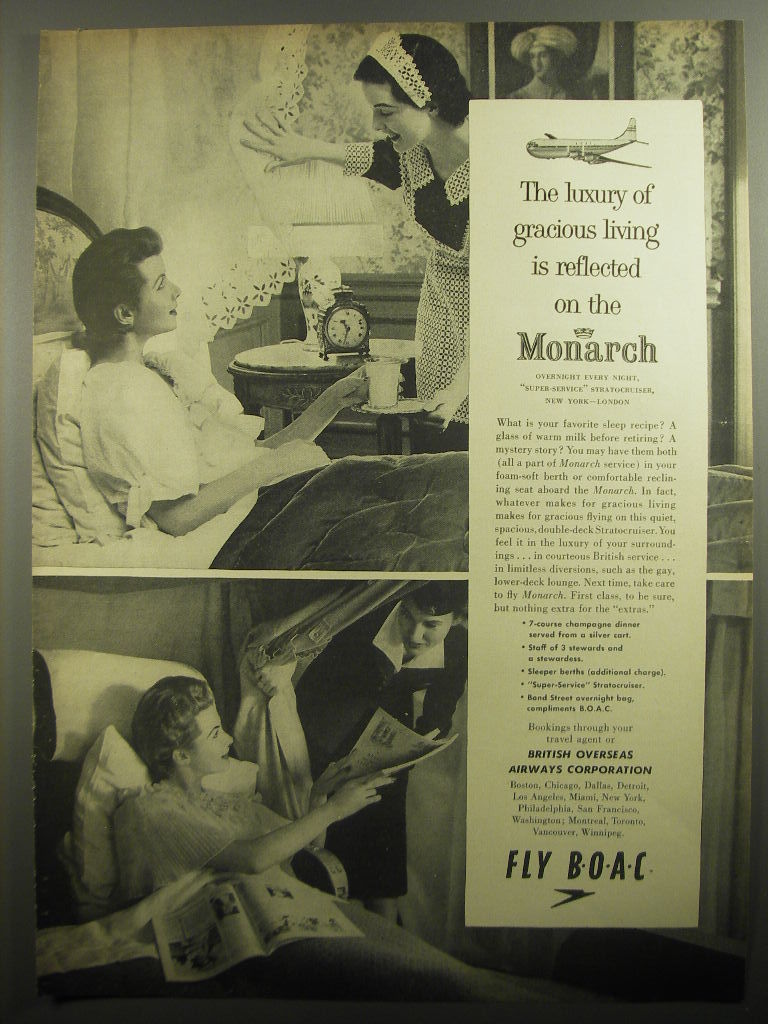 The luxury of
gracious living
is reflected
on the
Monarch
OVERNIGHT EVERY NIGHT,
"SUPER-SERVICE" STRATOCRUISER,
NEW YORK—LONDON
What is your favorite sleep recipe? A
glass of warm milk before retiring? A
mystery story? You may have them both
(all a part of Monarch service) in your
foam-soft berth or comfortable reclin-
ing seat aboard the Monarch. In fact,
whatever makes for gracious living
makes for gracious flying on this quiet,
spacious, double-deck Stratocruiser. You
feel it in the luxury of your surround-
ings . . . in courteous British service . . .
in limitless diversions, such as the gay,
lower-deck lounge. Next time, take care
to fly Monarch. First class, to be sure,
but nothing extra for the "extras."
• 7-course champagne dinner
served from a silver cart.
• Staff of 3 stewards and
a stewardess.
• Sleeper berths (additional charge).
• "Super-Service" Stratocruiser.
• Bond Street overnight bag,
compliments B.O.A.C.
Bookings through your
travel agent or
BRITISH OVERSEAS
AIRWAYS CORPORATION
Boston, Chicago, Dallas, Detroit,
Los Angeles, Miami, New York,
Philadelphia, San Francisco,
Washington; Montreal, Toronto,
Vancouver, Winnipeg.
FLY B·O·A·C